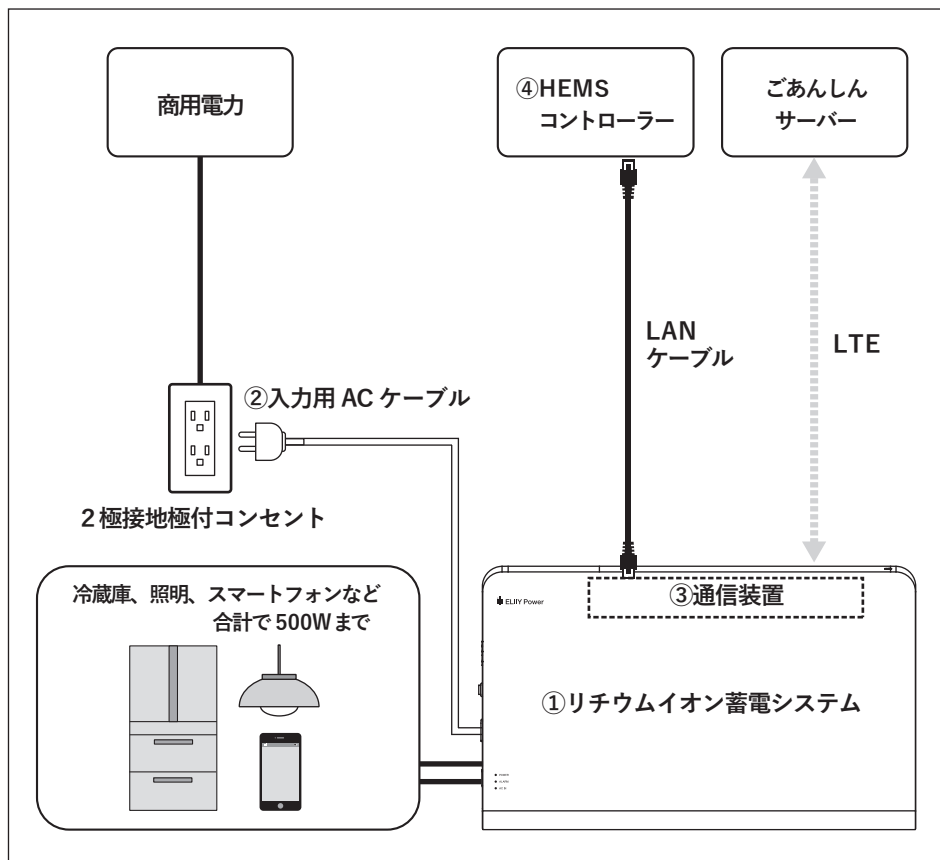 商用電力
④HEMS
コントローラー
ごあんしん
サーバー
LAN
ケーブル
LTE
②入力用 AC ケーブル
2極接地極付コンセント
冷蔵庫、照明、スマートフォンなど
合計で 500W まで
ELIIY Power
③通信装置
①リチウムイオン蓄電システム
POWER
ALARM
AC IN